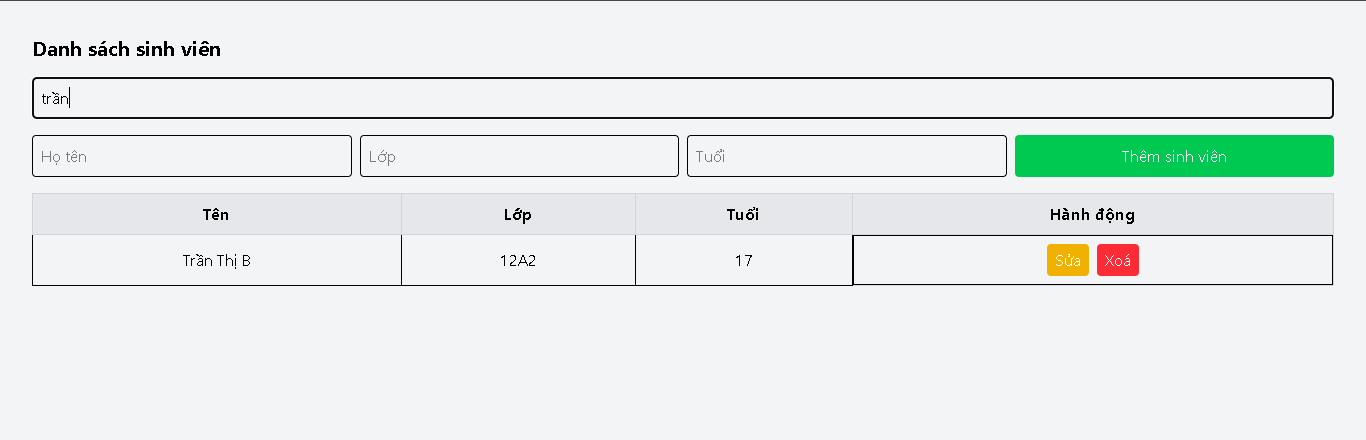 Danh sách sinh viên
trần
Họ tên Lớp Tuổi Thêm sinh viên
Tên Lớp Tuổi Hành động
Trần Thị B 12A2 17 Sửa Xoá